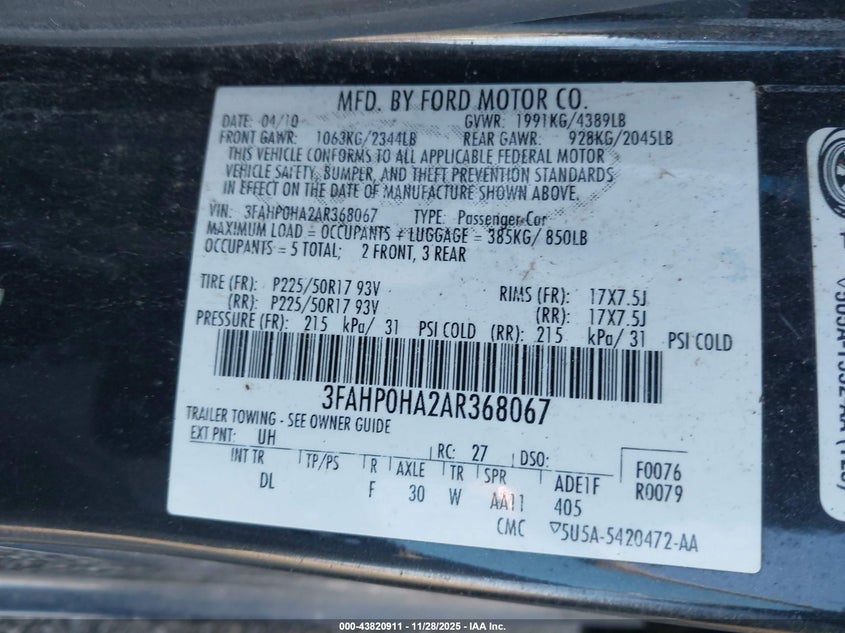 MFD. BY FORD MOTOR CO.
DATE: 04/10 GVWR: 1991KG/4389LB
FRONT GAWR: 1063KG/2344LB REAR GAWR: 928KG/2045LB
THIS VEHICLE CONFORMS TO ALL APPLICABLE FEDERAL MOTOR
VEHICLE SAFETY, BUMPER, AND THEFT PREVENTION STANDARDS
IN EFFECT ON THE DATE OF MANUFACTURE SHOWN ABOVE.
VIN: 3FAHP0HA2AR368067 TYPE: Passenger Car
MAXIMUM LOAD = OCCUPANTS + LUGGAGE = 385KG/ 850LB
OCCUPANTS = 5 TOTAL; 2 FRONT, 3 REAR
TIRE (FR): P225/50R17 93V RIMS (FR): 17X7.5J
(RR): P225/50R17 93V (RR): 17X7.5J
PRESSURE (FR): 215 kPa/ 31 PSI COLD (RR): 215 kPa/ 31 PSI COLD
3FAHP0HA2AR368067
TRAILER TOWING - SEE OWNER GUIDE
EXT PNT: UH RC: 27 DSO:
INT TR TP/PS R AXLE TR SPR ADE1F F0076
DL F 30 W AA11 405 R0079
CMC ▽5U5A-5420472-AA
000-43820911 - 11/28/2025 - IAA Inc.